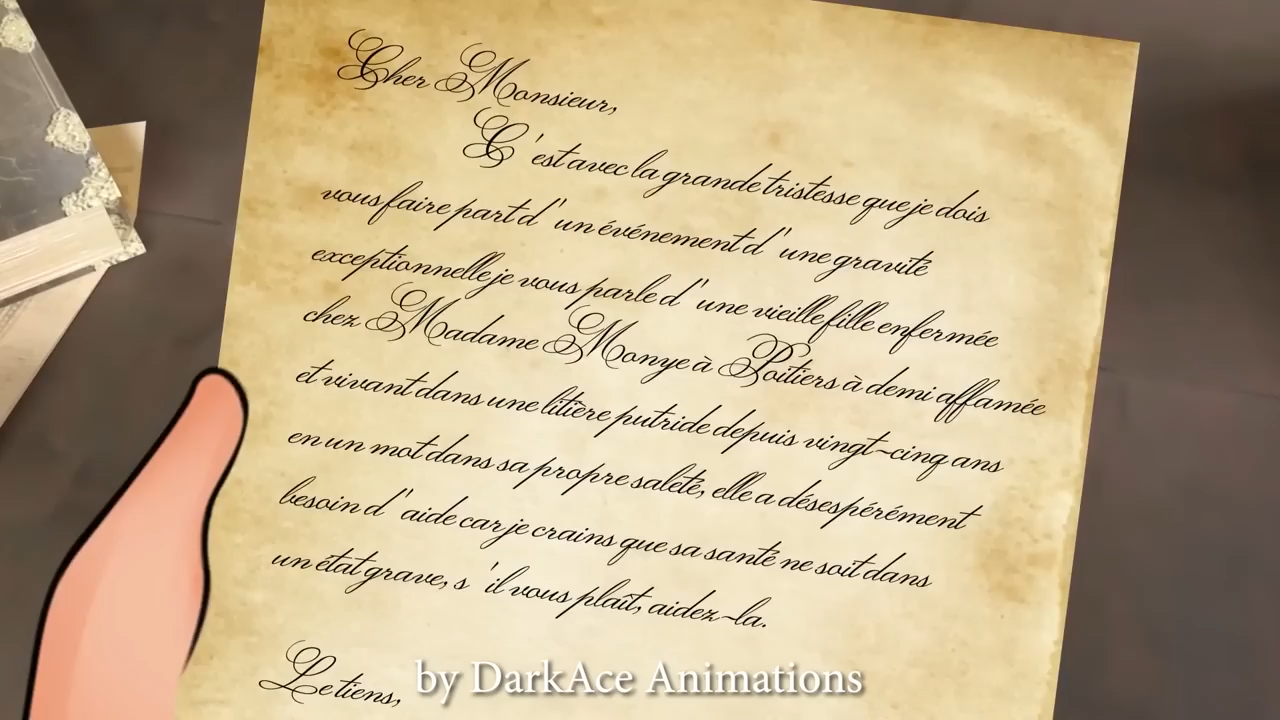 Cher Monsieur,
C'est avec la grande tristesse que je dois
vous faire part d'un événement d'une gravité
exceptionnelle je vous parle d'une vieille fille enfermée
chez Madame Monye à Poitiers à demi affamée
et vivant dans une litière putride depuis vingt-cinq ans
en un mot dans sa propre saleté, elle a désespérément
besoin d'aide car je crains que sa santé ne soit dans
un état grave, s'il vous plaît, aidez-la.
Le tiens,
by DarkAce Animations